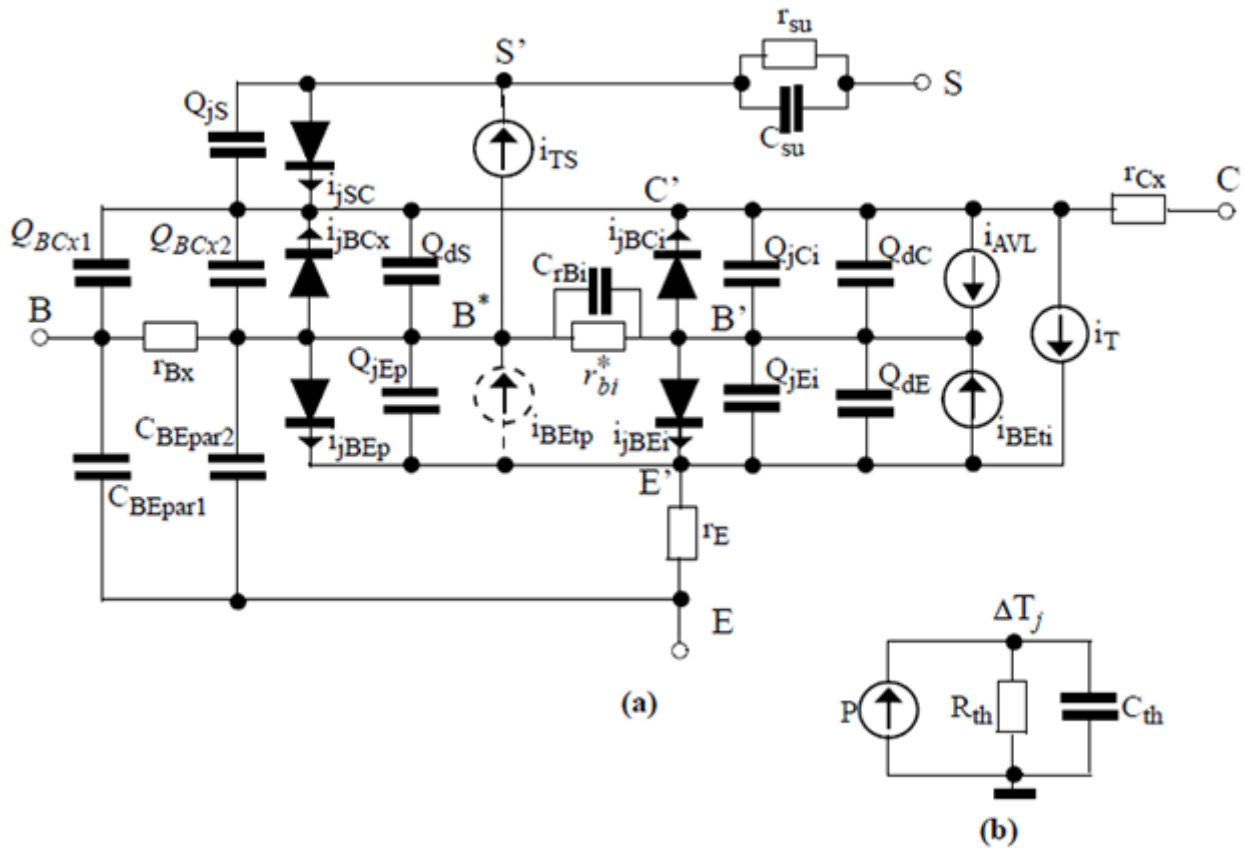 r_su
S'
S
Q_jS
C_su
i_TS
i_jSC
C'
r_Cx
C
Q_BCx1
Q_BCx2
i_jBCx
Q_dS
i_jBCi
Q_jCi
Q_dC
i_AVL
C_rBi
B
B*
B'
i_T
r_Bx
Q_jEp
r*_bi
Q_jEi
Q_dE
C_BEpar2
i_jBEp
i_BEtp
i_jBEi
i_BEti
C_BEpar1
E'
r_E
E
ΔT_j
(a)
P
R_th
C_th
(b)